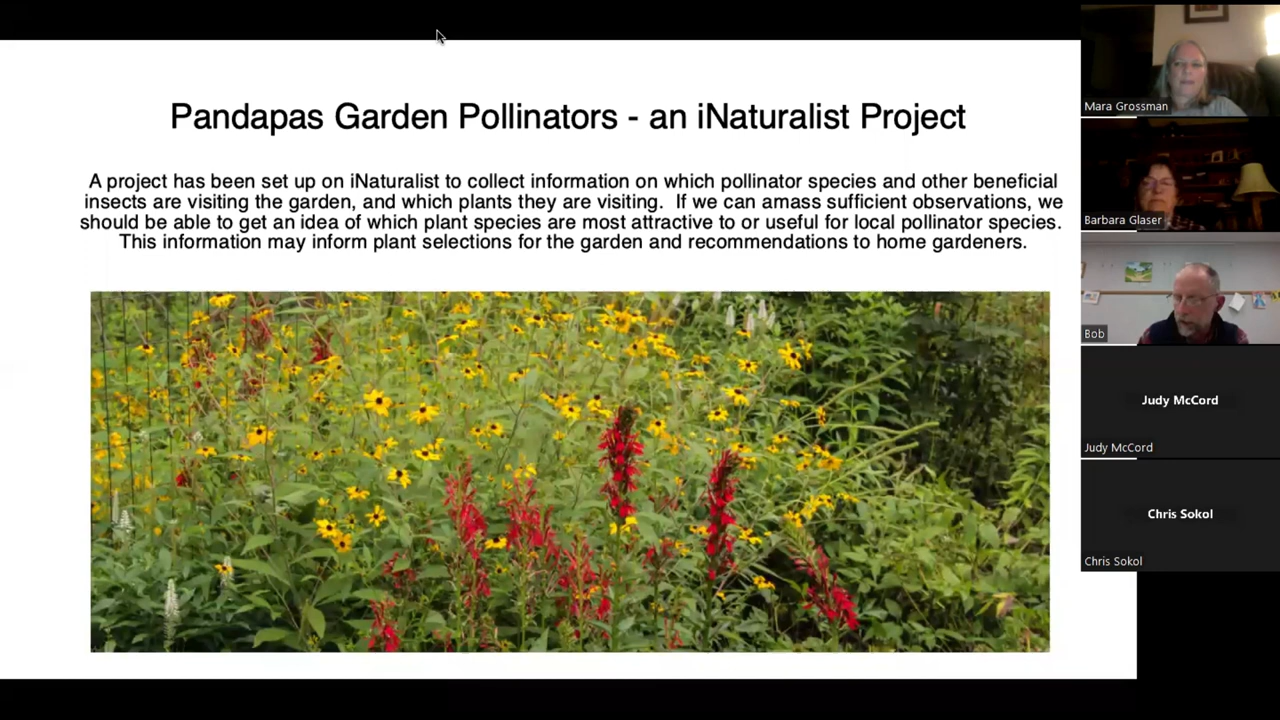 Pandapas Garden Pollinators - an iNaturalist Project
A project has been set up on iNaturalist to collect information on which pollinator species and other beneficial
insects are visiting the garden, and which plants they are visiting.  If we can amass sufficient observations, we
should be able to get an idea of which plant species are most attractive to or useful for local pollinator species.
This information may inform plant selections for the garden and recommendations to home gardeners.
Mara Grossman
Barbara Glaser
Bob
Judy McCord
Judy McCord
Chris Sokol
Chris Sokol